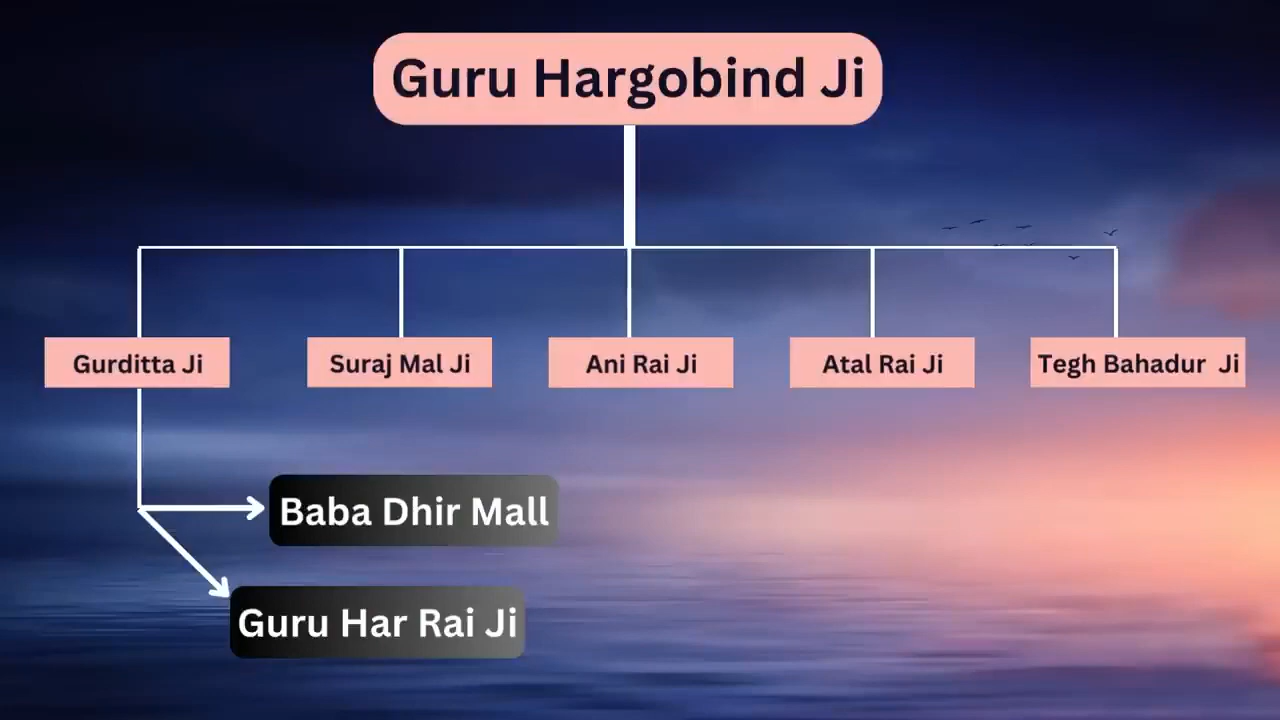 Guru Hargobind Ji
Gurditta Ji
Suraj Mal Ji
Ani Rai Ji
Atal Rai Ji
Tegh Bahadur Ji
Baba Dhir Mall
Guru Har Rai Ji